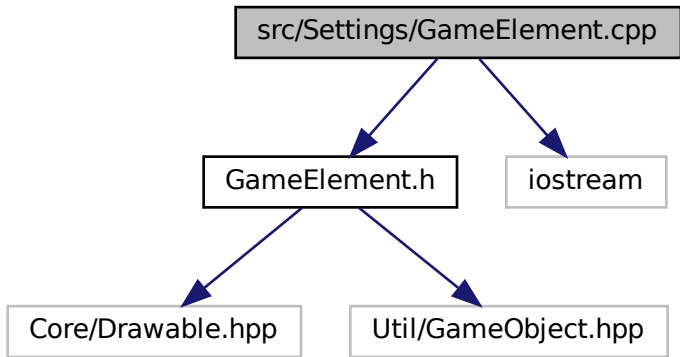 src/Settings/GameElement.cpp
GameElement.h
iostream
Core/Drawable.hpp
Util/GameObject.hpp